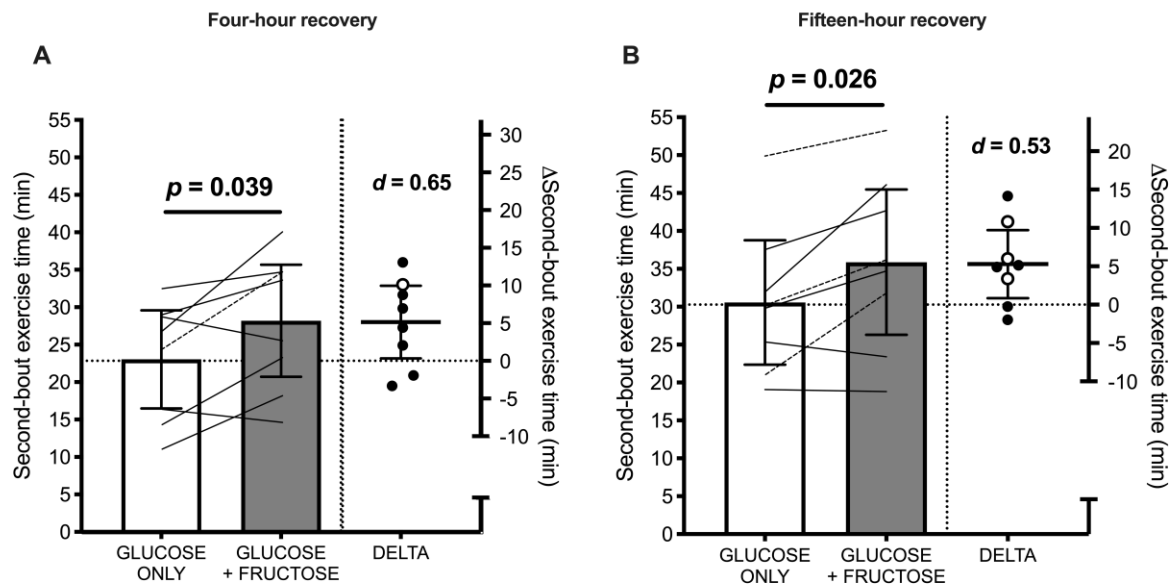 Four-hour recovery
Fifteen-hour recovery
A
Second-bout exercise time (min)
55
50
45
40
35
30
25
20
15
10
5
0
p = 0.039
d = 0.65
30
25
20
15
10
5
0
-5
-10
ΔSecond-bout exercise time (min)
GLUCOSE
ONLY
GLUCOSE
+ FRUCTOSE
DELTA
B
Second-bout exercise time (min)
55
50
45
40
35
30
25
20
15
10
5
0
p = 0.026
d = 0.53
20
15
10
5
0
-5
-10
ΔSecond-bout exercise time (min)
GLUCOSE
ONLY
GLUCOSE
+ FRUCTOSE
DELTA